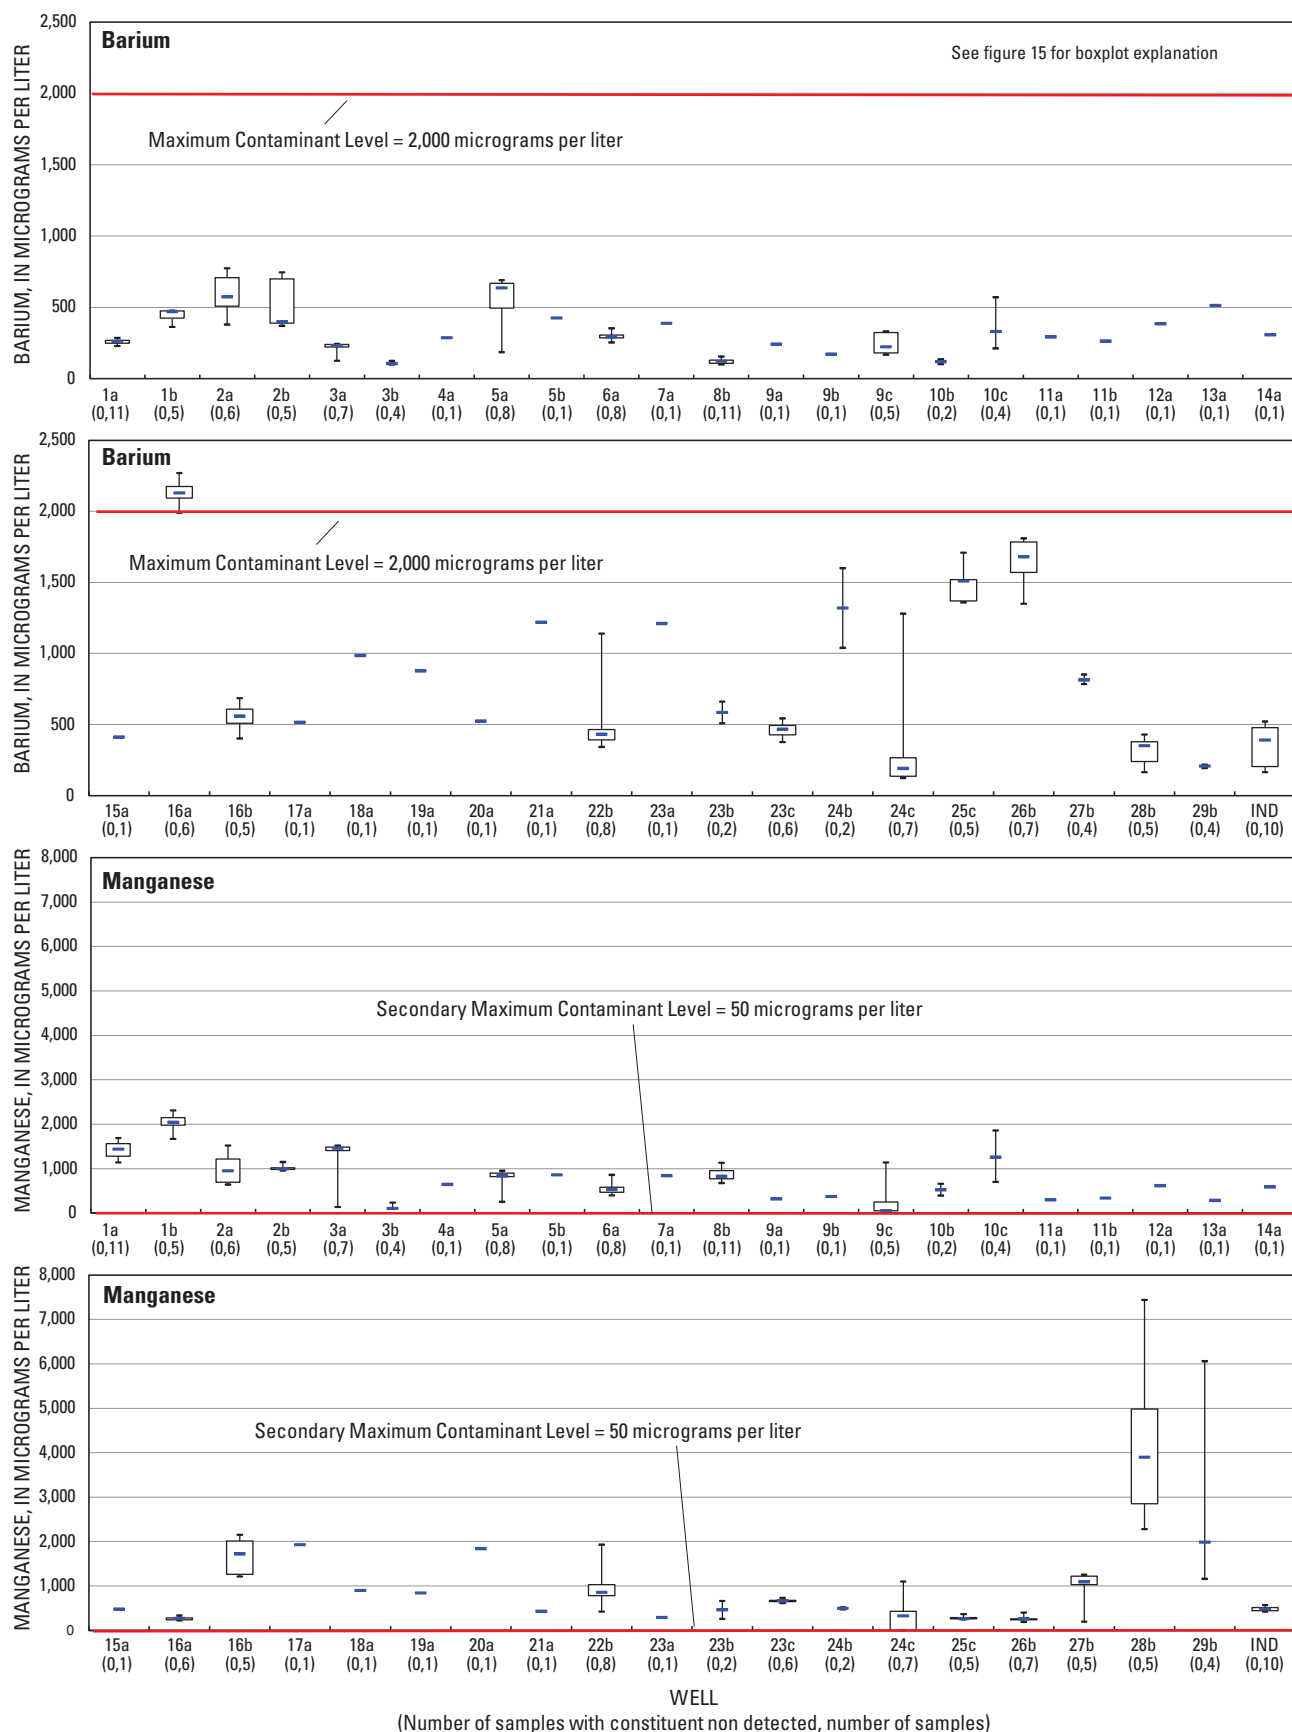 Barium
See figure 15 for boxplot explanation
Maximum Contaminant Level = 2,000 micrograms per liter
BARIUM, IN MICROGRAMS PER LITER
2,500
2,000
1,500
1,000
500
0
1a 1b 2a 2b 3a 3b 4a 5a 5b 6a 7a 8b 9a 9b 9c 10b 10c 11a 11b 12a 13a 14a
(0,11) (0,5) (0,6) (0,5) (0,7) (0,4) (0,1) (0,8) (0,1) (0,8) (0,1) (0,11) (0,1) (0,1) (0,5) (0,2) (0,4) (0,1) (0,1) (0,1) (0,1) (0,1)
Barium
Maximum Contaminant Level = 2,000 micrograms per liter
BARIUM, IN MICROGRAMS PER LITER
2,500
2,000
1,500
1,000
500
0
15a 16a 16b 17a 18a 19a 20a 21a 22b 23a 23b 23c 24b 24c 25c 26b 27b 28b 29b IND
(0,1) (0,6) (0,5) (0,1) (0,1) (0,1) (0,1) (0,1) (0,8) (0,1) (0,2) (0,6) (0,2) (0,7) (0,5) (0,7) (0,4) (0,5) (0,4) (0,10)
Manganese
Secondary Maximum Contaminant Level = 50 micrograms per liter
MANGANESE, IN MICROGRAMS PER LITER
8,000
7,000
6,000
5,000
4,000
3,000
2,000
1,000
0
1a 1b 2a 2b 3a 3b 4a 5a 5b 6a 7a 8b 9a 9b 9c 10b 10c 11a 11b 12a 13a 14a
(0,11) (0,5) (0,6) (0,5) (0,7) (0,4) (0,1) (0,8) (0,1) (0,8) (0,1) (0,11) (0,1) (0,1) (0,5) (0,2) (0,4) (0,1) (0,1) (0,1) (0,1) (0,1)
Manganese
Secondary Maximum Contaminant Level = 50 micrograms per liter
MANGANESE, IN MICROGRAMS PER LITER
8,000
7,000
6,000
5,000
4,000
3,000
2,000
1,000
0
15a 16a 16b 17a 18a 19a 20a 21a 22b 23a 23b 23c 24b 24c 25c 26b 27b 28b 29b IND
(0,1) (0,6) (0,5) (0,1) (0,1) (0,1) (0,1) (0,1) (0,8) (0,1) (0,2) (0,6) (0,2) (0,7) (0,5) (0,7) (0,5) (0,5) (0,4) (0,10)
WELL
(Number of samples with constituent non detected, number of samples)